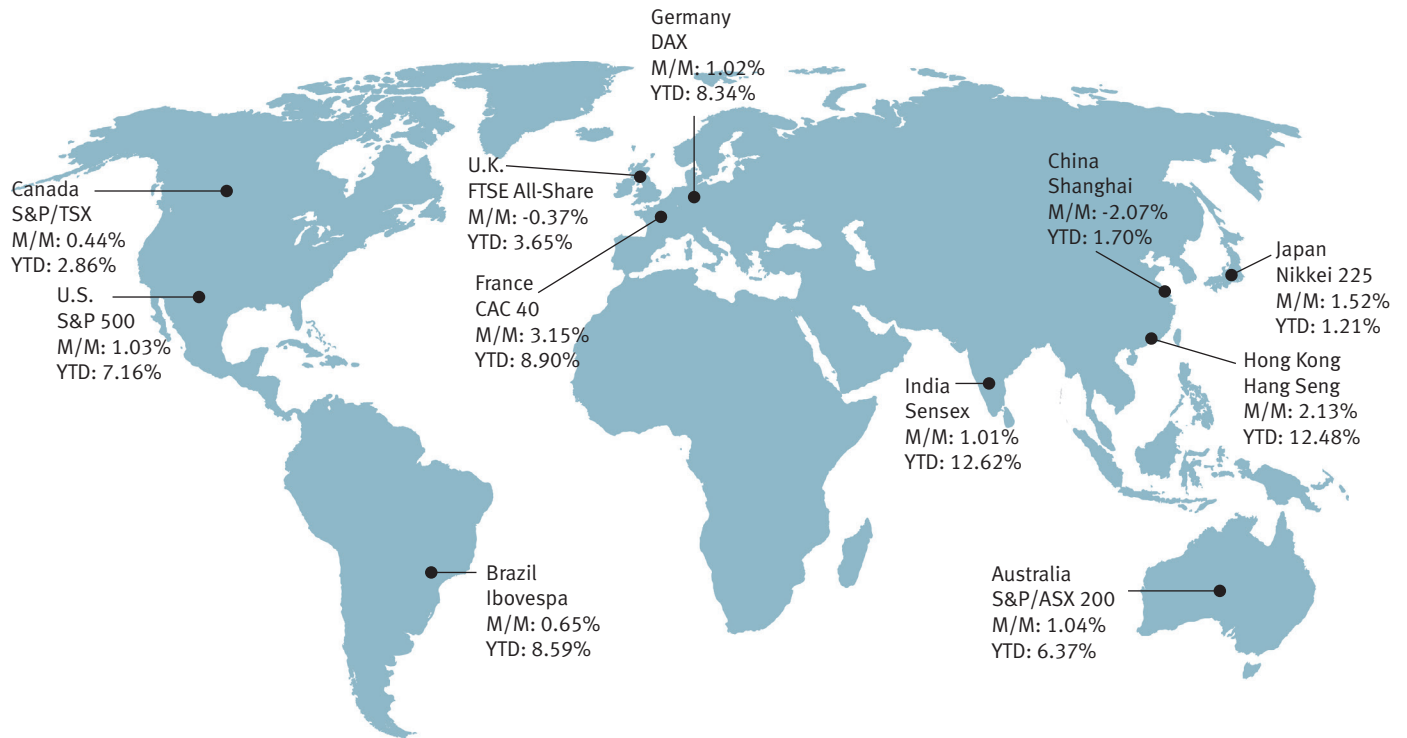 Germany
DAX
M/M: 1.02%
YTD: 8.34%
U.K.
FTSE All-Share
M/M: -0.37%
YTD: 3.65%
China
Shanghai
M/M: -2.07%
YTD: 1.70%
Canada
S&P/TSX
M/M: 0.44%
YTD: 2.86%
Japan
Nikkei 225
M/M: 1.52%
YTD: 1.21%
France
CAC 40
M/M: 3.15%
YTD: 8.90%
U.S.
S&P 500
M/M: 1.03%
YTD: 7.16%
Hong Kong
Hang Seng
M/M: 2.13%
YTD: 12.48%
India
Sensex
M/M: 1.01%
YTD: 12.62%
Brazil
Ibovespa
M/M: 0.65%
YTD: 8.59%
Australia
S&P/ASX 200
M/M: 1.04%
YTD: 6.37%